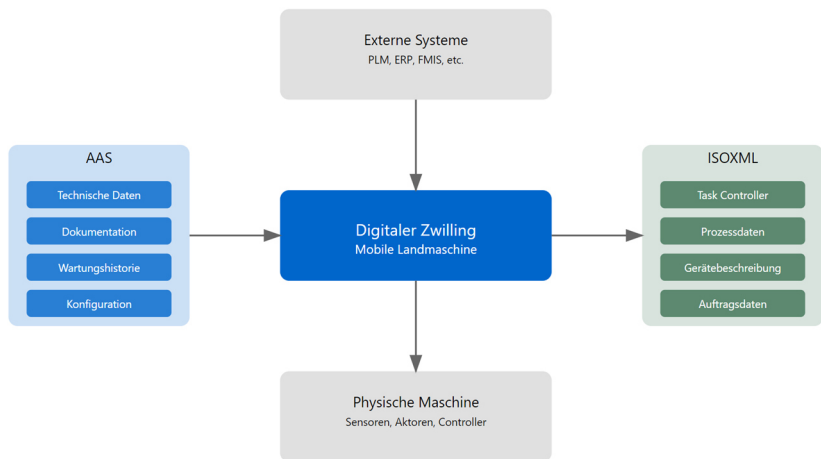 Externe Systeme
PLM, ERP, FMIS, etc.
AAS
Technische Daten
Dokumentation
Wartungshistorie
Konfiguration
Digitaler Zwilling
Mobile Landmaschine
ISOXML
Task Controller
Prozessdaten
Gerätebeschreibung
Auftragsdaten
Physische Maschine
Sensoren, Aktoren, Controller